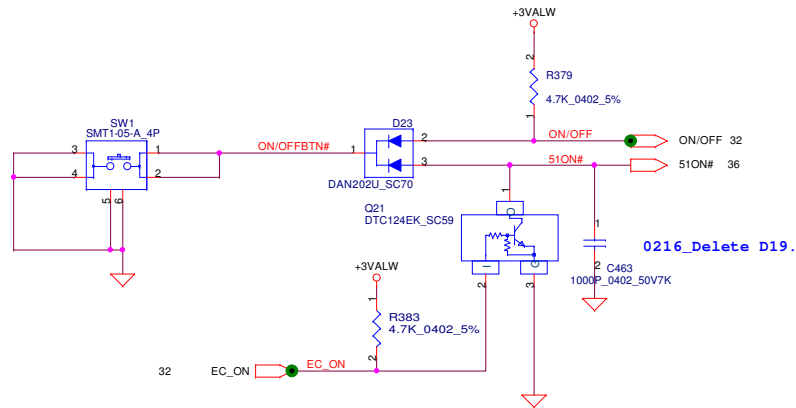 +3VALW
2
R379
4.7K_0402_5%
1
SW1
SMT1-05-A_4P
3
1
4
2
5
6
ON/OFFBTN#
D23
1
2
3
DAN202U_SC70
ON/OFF
ON/OFF 32
51ON#
51ON# 36
Q21
DTC124EK_SC59
1
O
I
G
2
3
1
2
C463
1000P_0402_50V7K
0216_Delete D19.
+3VALW
1
R383
4.7K_0402_5%
2
32 EC_ON
EC_ON